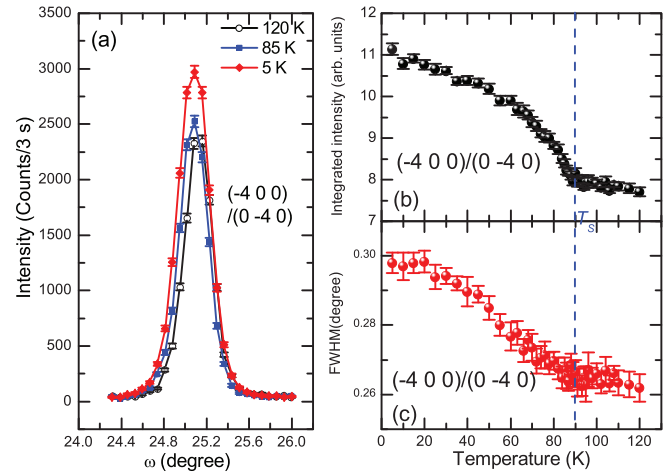 (a)
120 K
85 K
5 K
(-4 0 0)
/(0 -4 0)
Intensity (Counts/3 s)
3500
3000
2500
2000
1500
1000
500
0
24.0 24.4 24.8 25.2 25.6 26.0
ω (degree)
Integrated intensity (arb. units)
12
11
10
9
8
7
(-4 0 0)/(0 -4 0)
(b)
T_S
FWHM(degree)
0.30
0.28
0.26
(-4 0 0)/(0 -4 0)
(c)
0 20 40 60 80 100 120
Temperature (K)